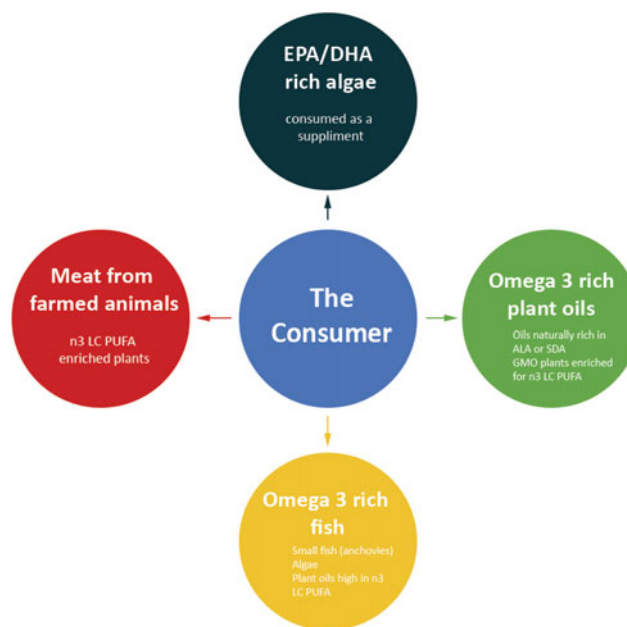 EPA/DHA
rich algae
consumed as a
suppliment
Meat from
farmed animals
n3 LC PUFA
enriched plants
The
Consumer
Omega 3 rich
plant oils
Oils naturally rich in
ALA or SDA
GMO plants enriched
for n3 LC PUFA
Omega 3 rich
fish
Small fish (anchovies)
Algae
Plant oils high in n3
LC PUFA